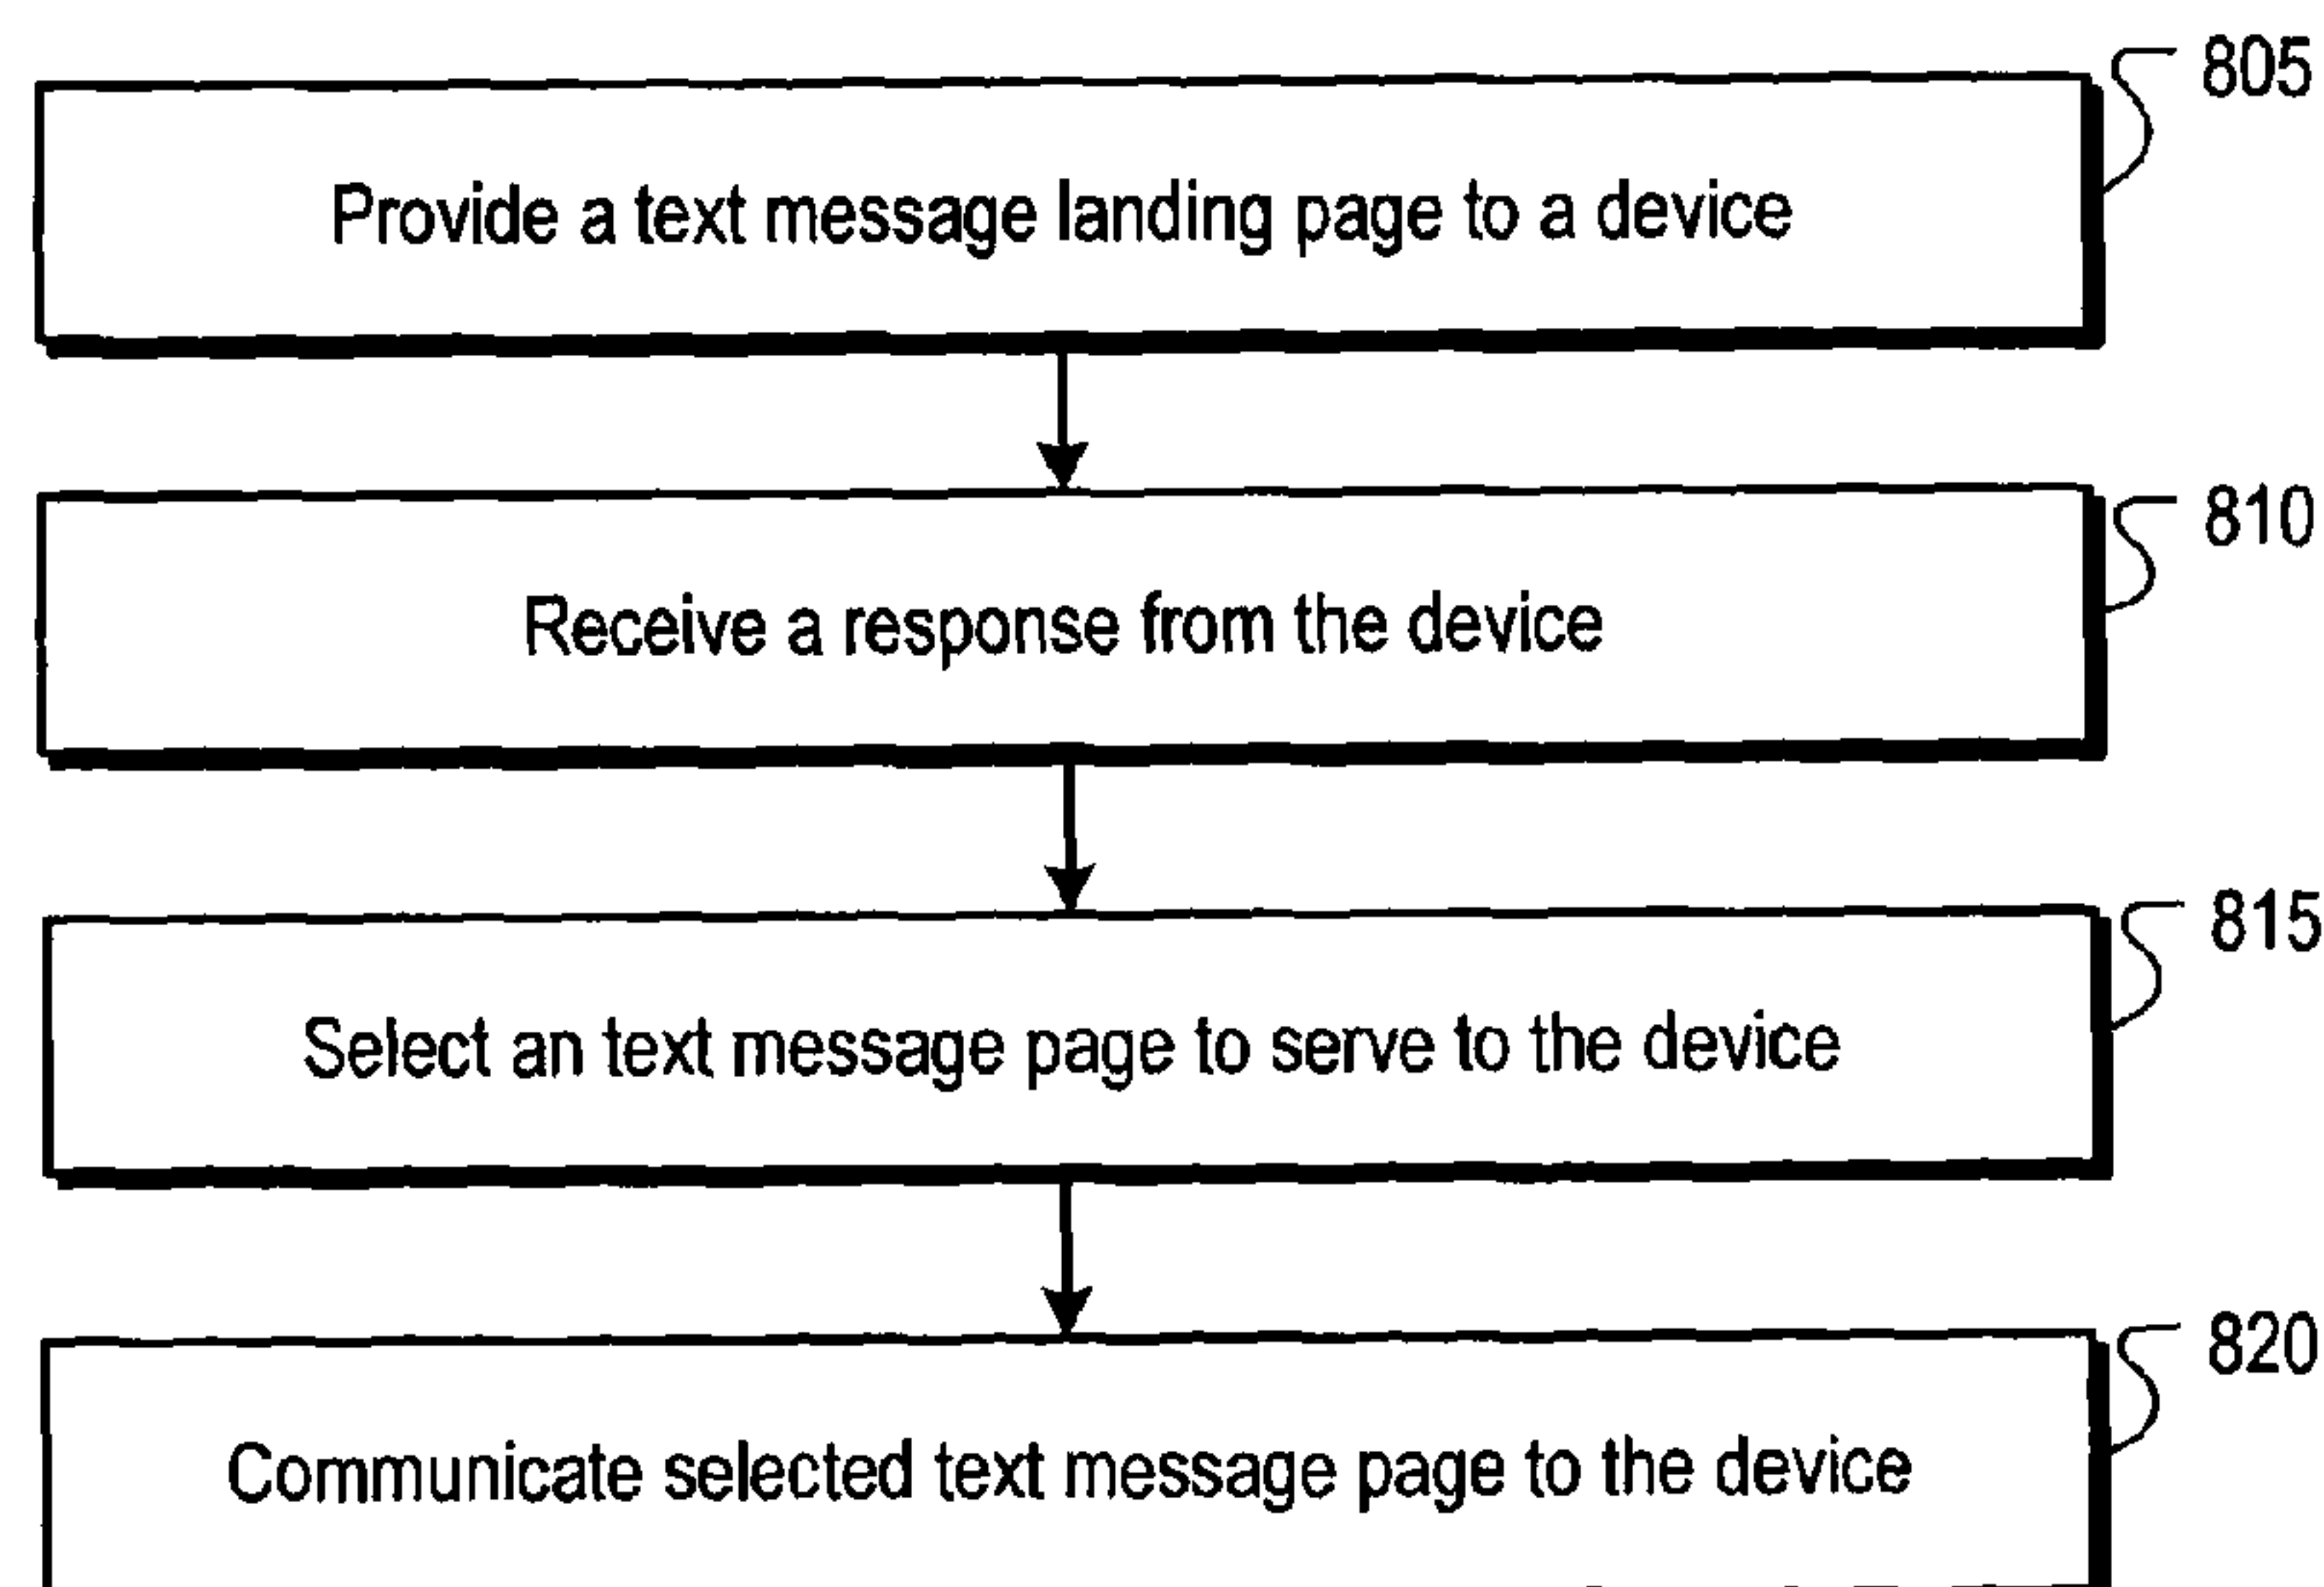 805
Provide a text message landing page to a device
810
Receive a response from the device
815
Select an text message page to serve to the device
820
Communicate selected text message page to the device